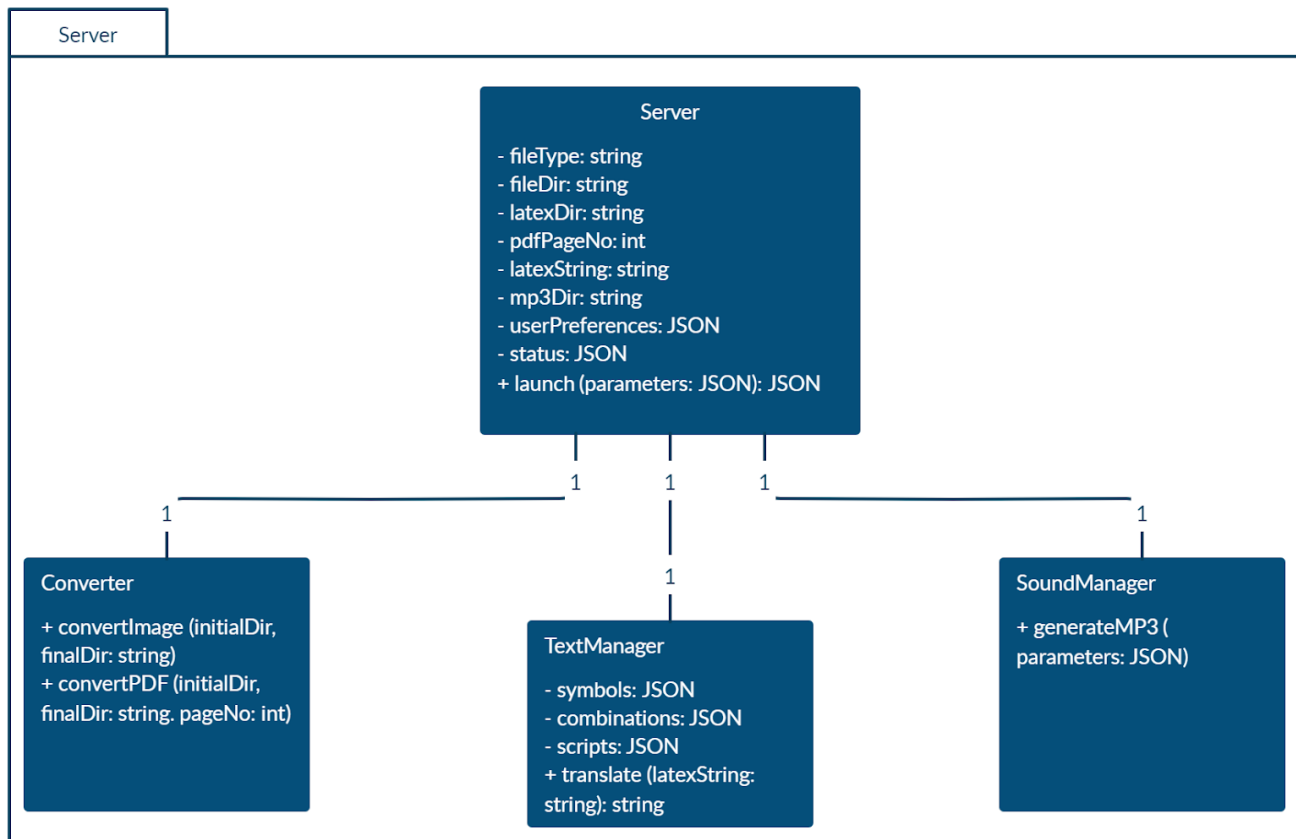 Server
Server
- fileType: string
- fileDir: string
- latexDir: string
- pdfPageNo: int
- latexString: string
- mp3Dir: string
- userPreferences: JSON
- status: JSON
+ launch (parameters: JSON): JSON
1
1
1
1
1
1
Converter
+ convertImage (initialDir,
finalDir: string)
+ convertPDF (initialDir,
finalDir: string. pageNo: int)
TextManager
- symbols: JSON
- combinations: JSON
- scripts: JSON
+ translate (latexString:
string): string
SoundManager
+ generateMP3 (
parameters: JSON)